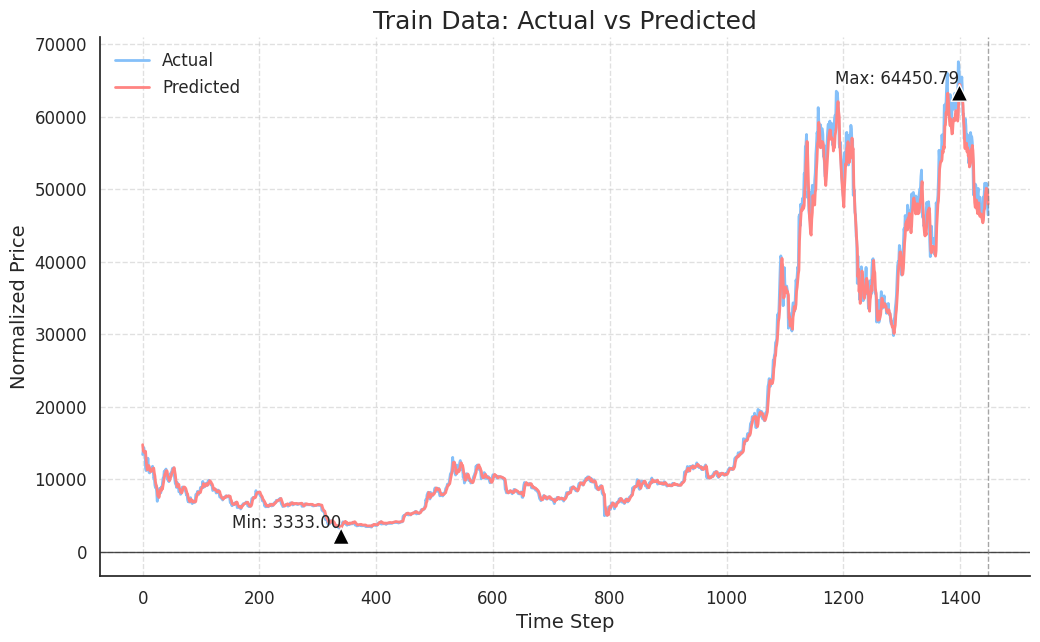 Train Data: Actual vs Predicted
Actual
Predicted
Max: 64450.79
Min: 3333.00
Normalized Price
70000
60000
50000
40000
30000
20000
10000
0
0 200 400 600 800 1000 1200 1400
Time Step